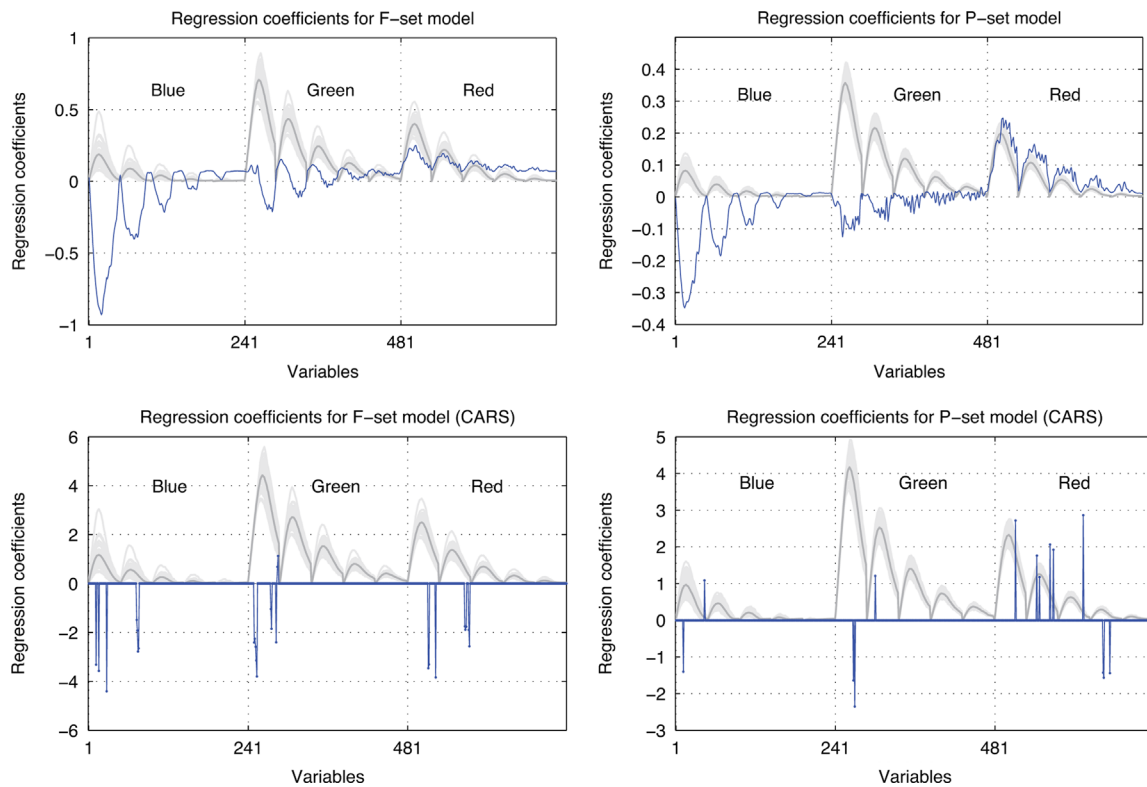 Regression coefficients for F−set model
1
0.5
0
−0.5
−1
Regression coefficients
Blue
Green
Red
1
241
481
Variables
Regression coefficients for P−set model
0.4
0.3
0.2
0.1
0
−0.1
−0.2
−0.3
−0.4
Regression coefficients
Blue
Green
Red
1
241
481
Variables
Regression coefficients for F−set model (CARS)
6
4
2
0
−2
−4
−6
Regression coefficients
Blue
Green
Red
1
241
481
Variables
Regression coefficients for P−set model (CARS)
5
4
3
2
1
0
−1
−2
−3
Regression coefficients
Blue
Green
Red
1
241
481
Variables